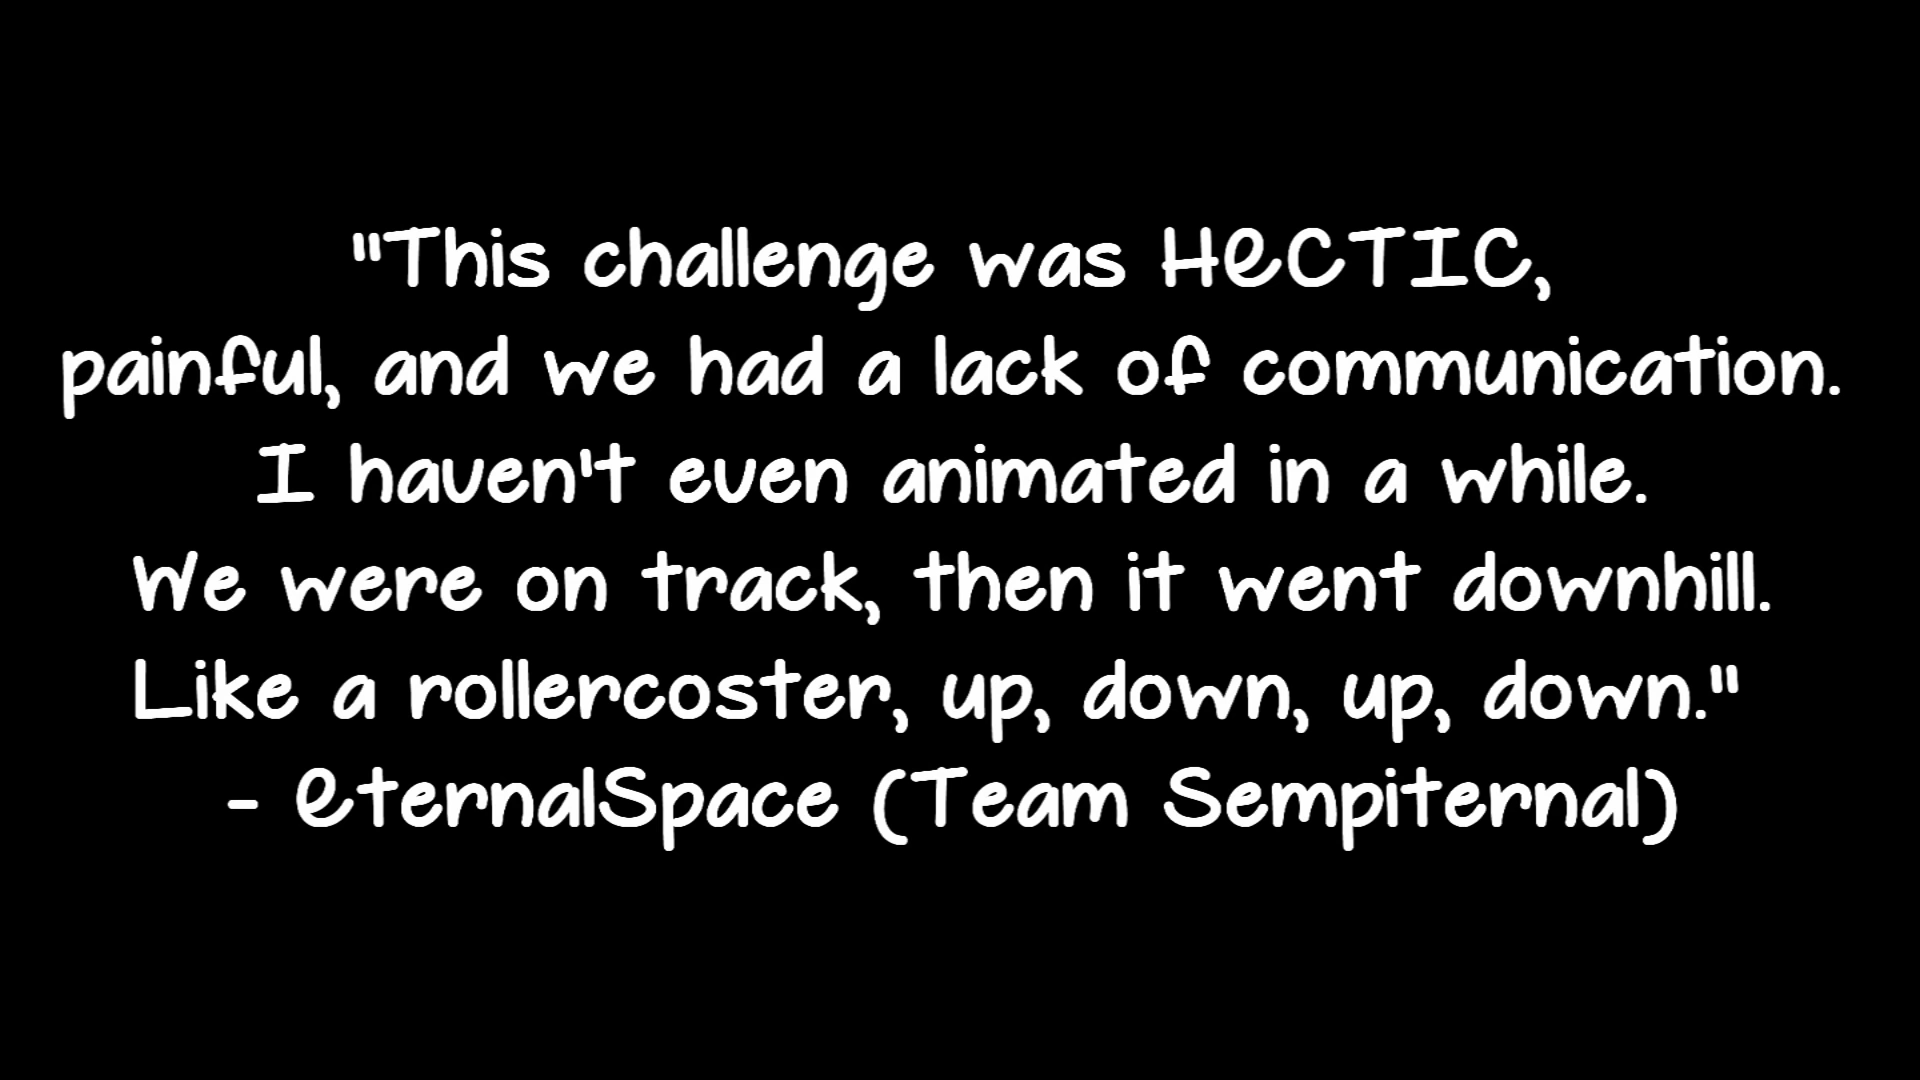 "This challenge was HECTIC,
painful, and we had a lack of communication.
I haven't even animated in a while.
We were on track, then it went downhill.
Like a rollercoster, up, down, up, down."
- EternalSpace (Team Sempiternal)